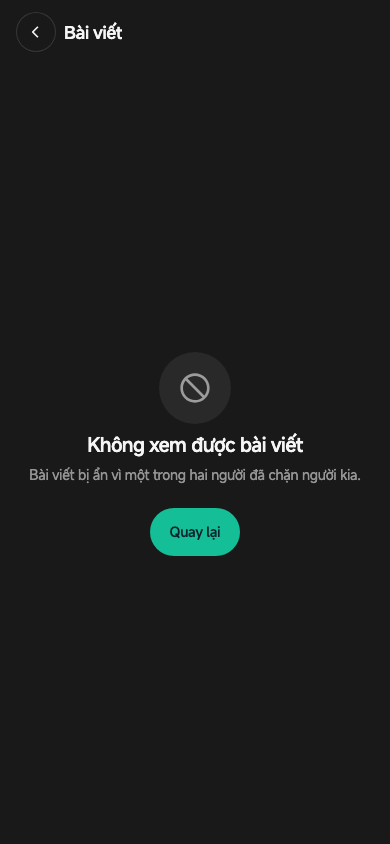 Bài viết
Không xem được bài viết
Bài viết bị ẩn vì một trong hai người đã chặn người kia.
Quay lại